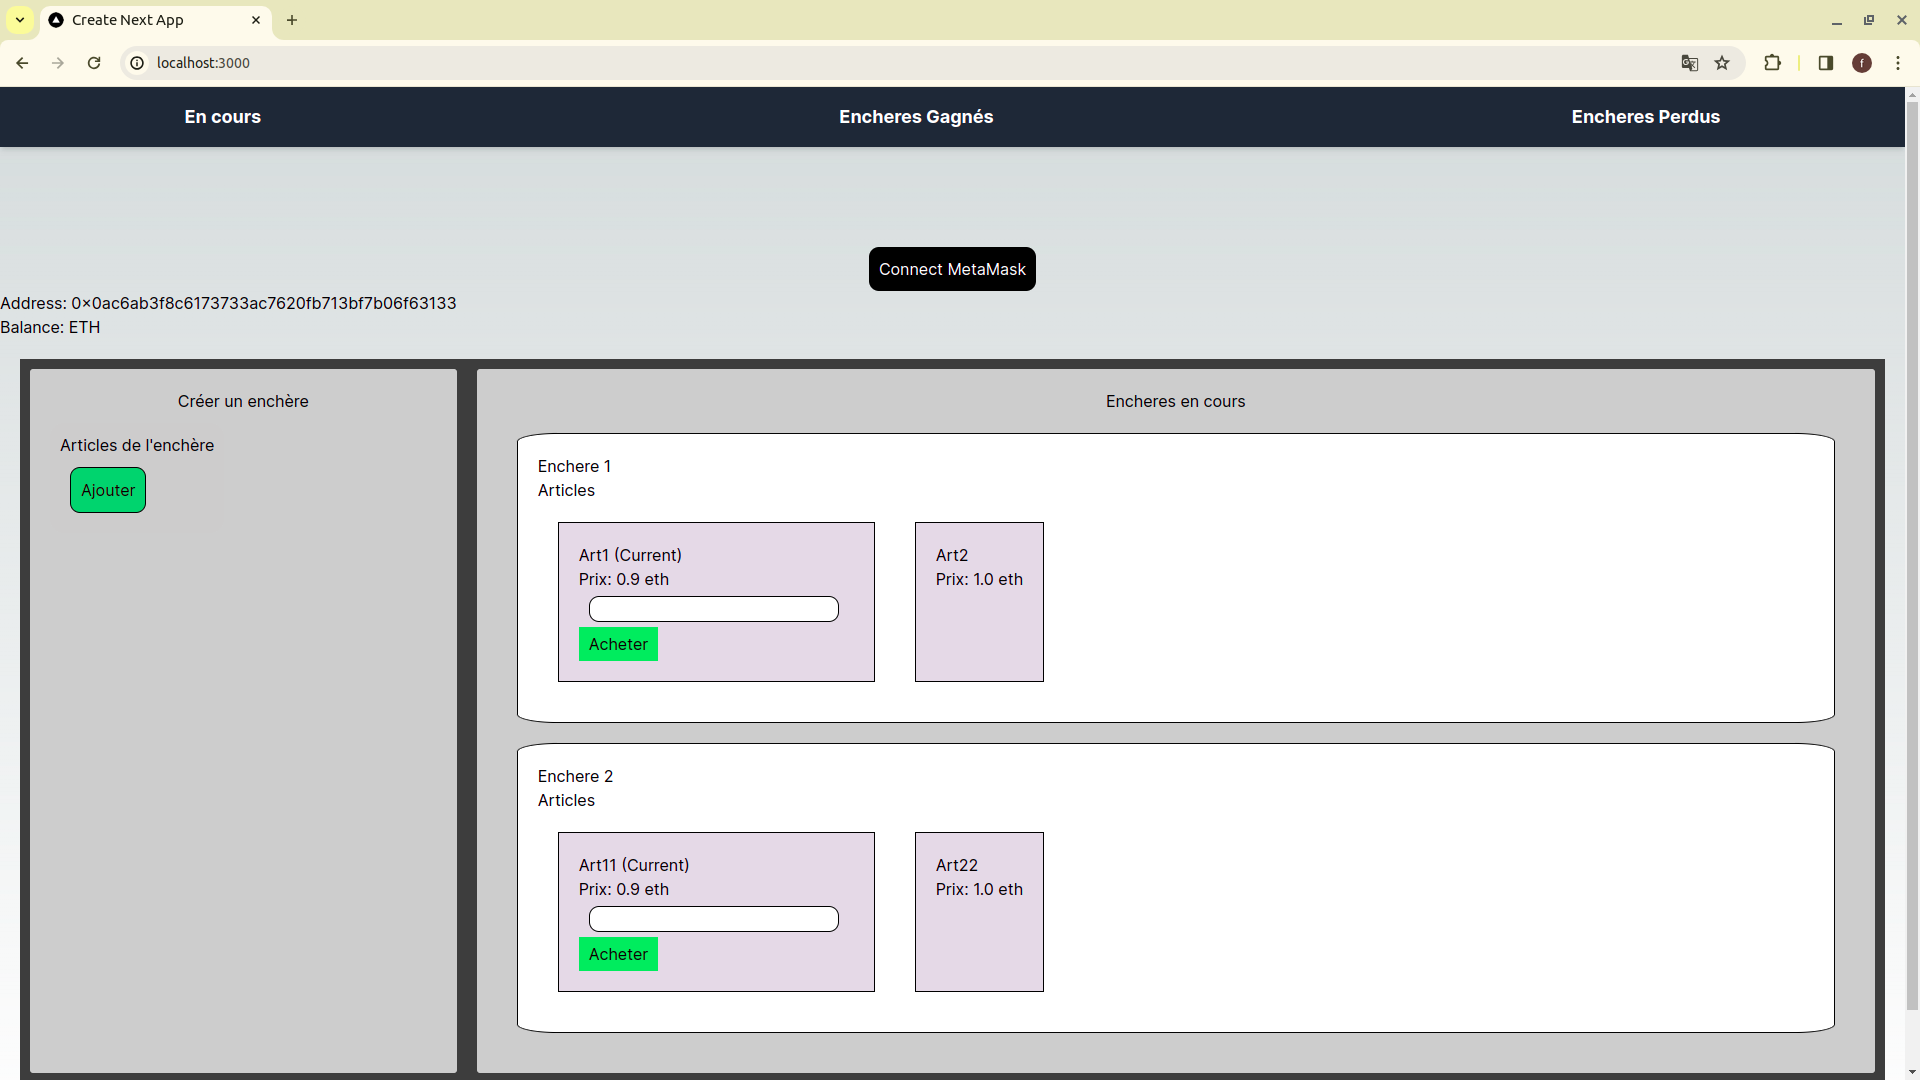 Create Next App
localhost:3000
f
En cours
Encheres Gagnés
Encheres Perdus
Connect MetaMask
Address: 0x0ac6ab3f8c6173733ac7620fb713bf7b06f63133
Balance: ETH
Créer un enchère
Articles de l'enchère
Ajouter
Encheres en cours
Enchere 1
Articles
Art1 (Current)
Prix: 0.9 eth
Acheter
Art2
Prix: 1.0 eth
Enchere 2
Articles
Art11 (Current)
Prix: 0.9 eth
Acheter
Art22
Prix: 1.0 eth